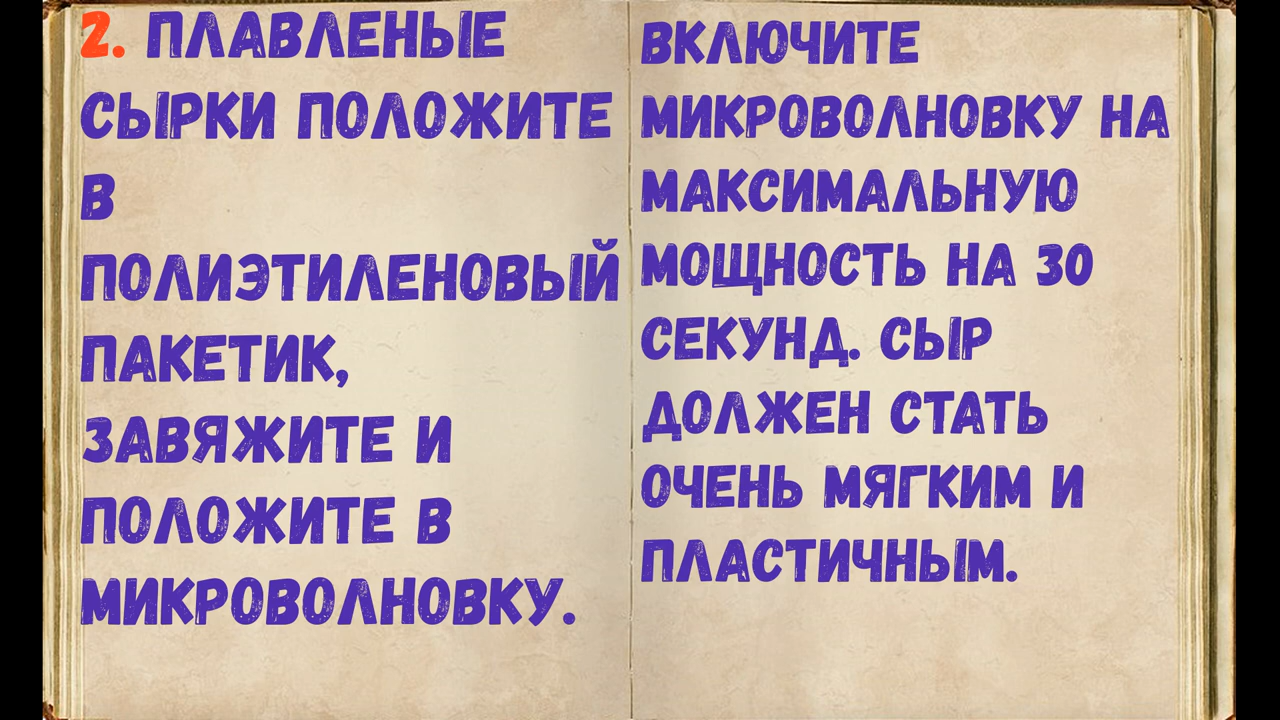 2. ПЛАВЛЕНЫЕ
СЫРКИ ПОЛОЖИТЕ
В
ПОЛИЭТИЛЕНОВЫЙ
ПАКЕТИК,
ЗАВЯЖИТЕ И
ПОЛОЖИТЕ В
МИКРОВОЛНОВКУ.
ВКЛЮЧИТЕ
МИКРОВОЛНОВКУ НА
МАКСИМАЛЬНУЮ
МОЩНОСТЬ НА 30
СЕКУНД. СЫР
ДОЛЖЕН СТАТЬ
ОЧЕНЬ МЯГКИМ И
ПЛАСТИЧНЫМ.